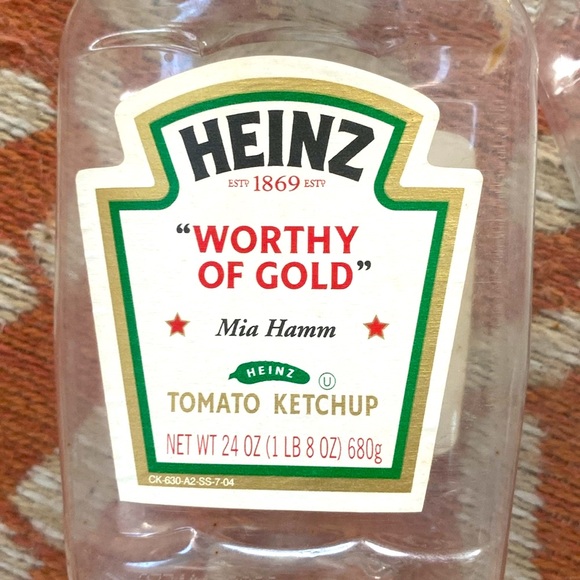 HEINZ
ESTD 1869 ESTD
"WORTHY
OF GOLD"
Mia Hamm
HEINZ
U
TOMATO KETCHUP
NET WT 24 OZ (1 LB 8 OZ) 680g
CK-630-A2-SS-7-04